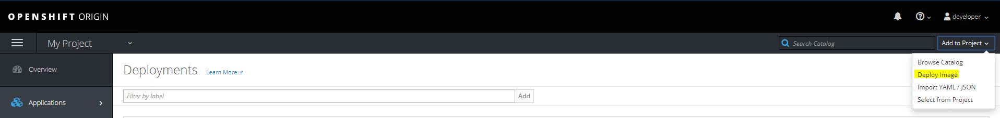 OPENSHIFT ORIGIN
developer
My Project
Search Catalog
Add to Project
Browse Catalog
Deploy Image
Import YAML / JSON
Select from Project
Overview
Applications
Deployments
Learn More
Filter by label
Add